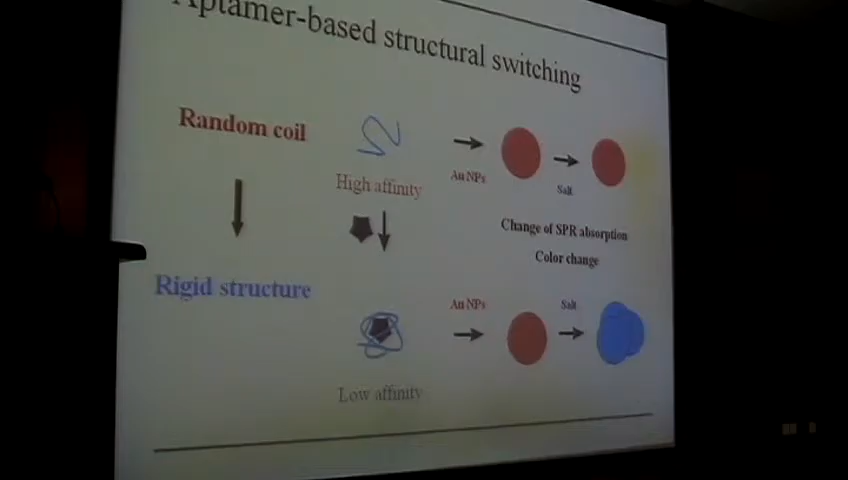 Aptamer-based structural switching
Random coil
High affinity
Au NPs
Salt
Change of SPR absorption
Color change
Rigid structure
Au NPs
Salt
Low affinity